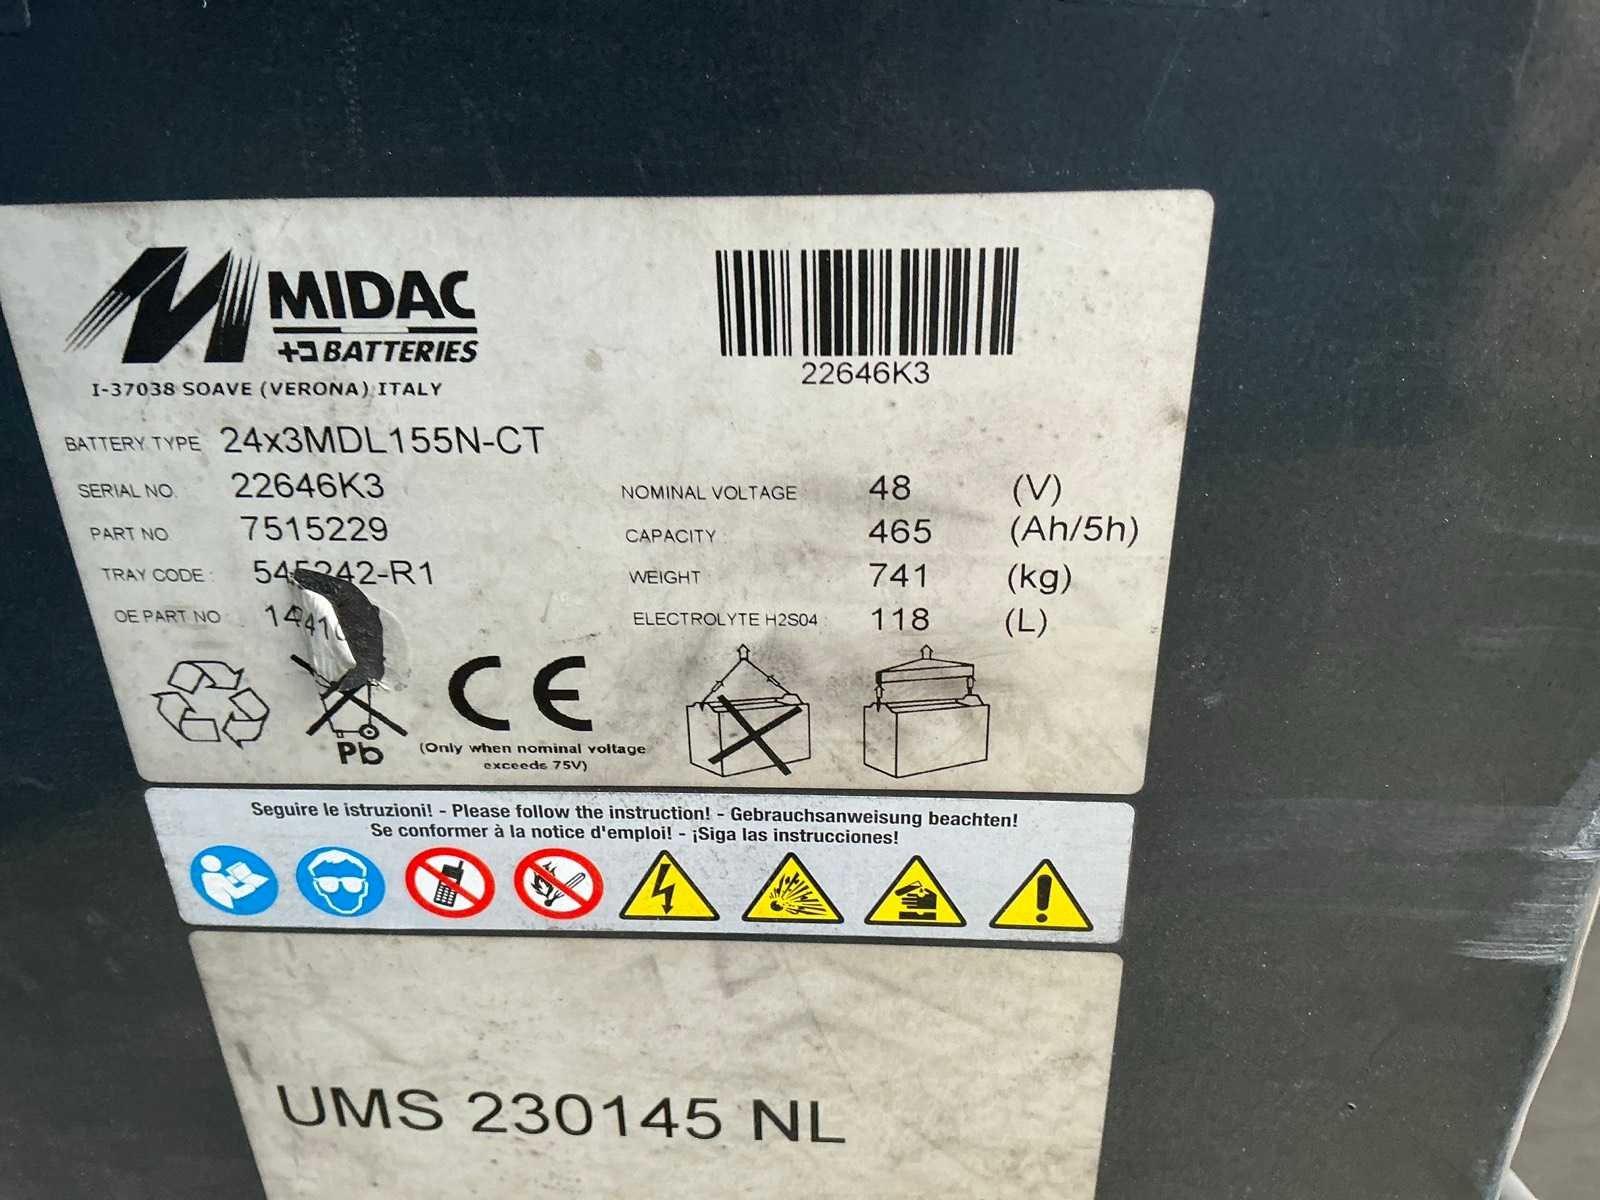 MIDAC
BATTERIES
I-37038 SOAVE (VERONA) ITALY
22646K3
BATTERY TYPE 24x3MDL155N-CT
SERIAL NO. 22646K3
PART NO 7515229
TRAY CODE :
OE PART NO :
NOMINAL VOLTAGE 48 (V)
CAPACITY : 465 (Ah/5h)
WEIGHT 741 (kg)
ELECTROLYTE H2S04 : 118 (L)
Pb
CE
(Only when nominal voltage
exceeds 75V)
Seguire le istruzioni! - Please follow the instruction! - Gebrauchsanweisung beachten!
Se conformer à la notice d'emploi! - ¡Siga las instrucciones!
UMS 230145 NL